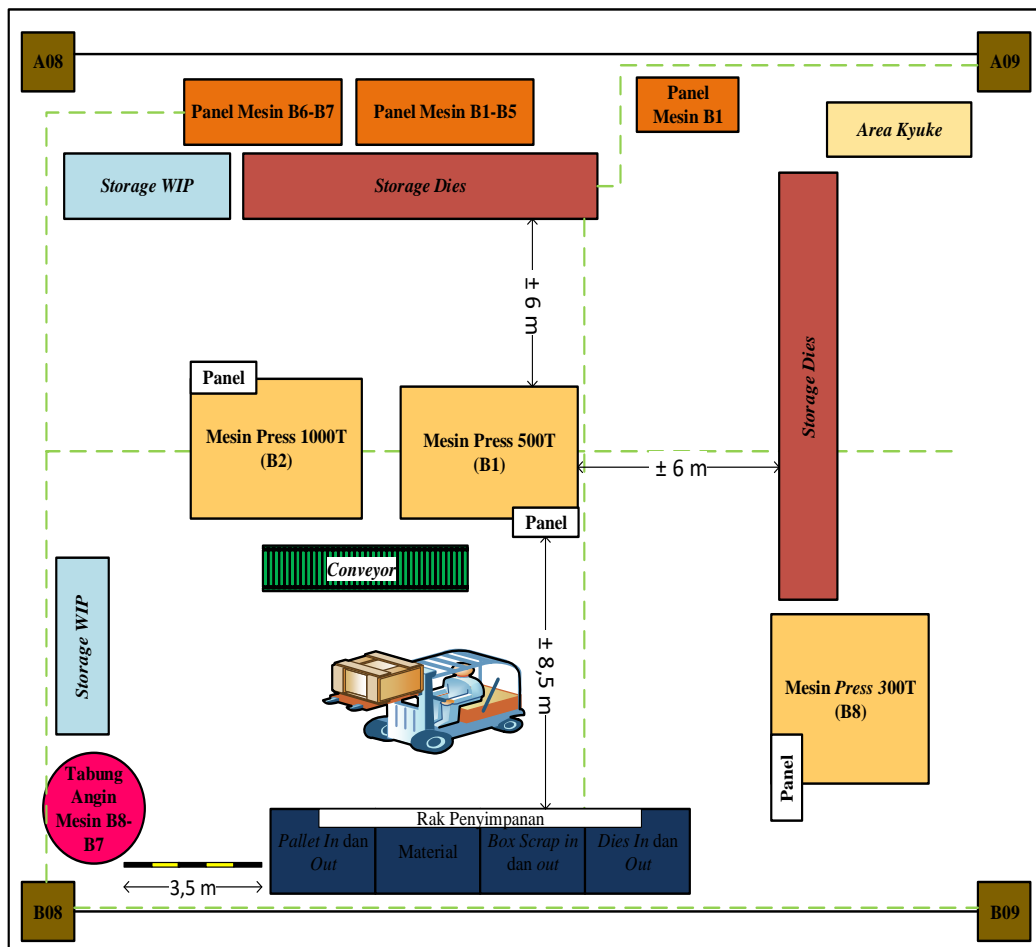 A08
A09
Panel Mesin B6-B7
Panel Mesin B1-B5
Panel
Mesin B1
Area Kyuke
Storage WIP
Storage Dies
± 6 m
Storage Dies
Panel
Mesin Press 1000T
(B2)
Mesin Press 500T
(B1)
± 6 m
Panel
Conveyor
Storage WIP
± 8,5 m
Mesin Press 300T
(B8)
Panel
Tabung
Angin
Mesin B8-
B7
Rak Penyimpanan
Pallet In dan
Out
Material
Box Scrap in
dan out
Dies In dan
Out
3,5 m
B08
B09